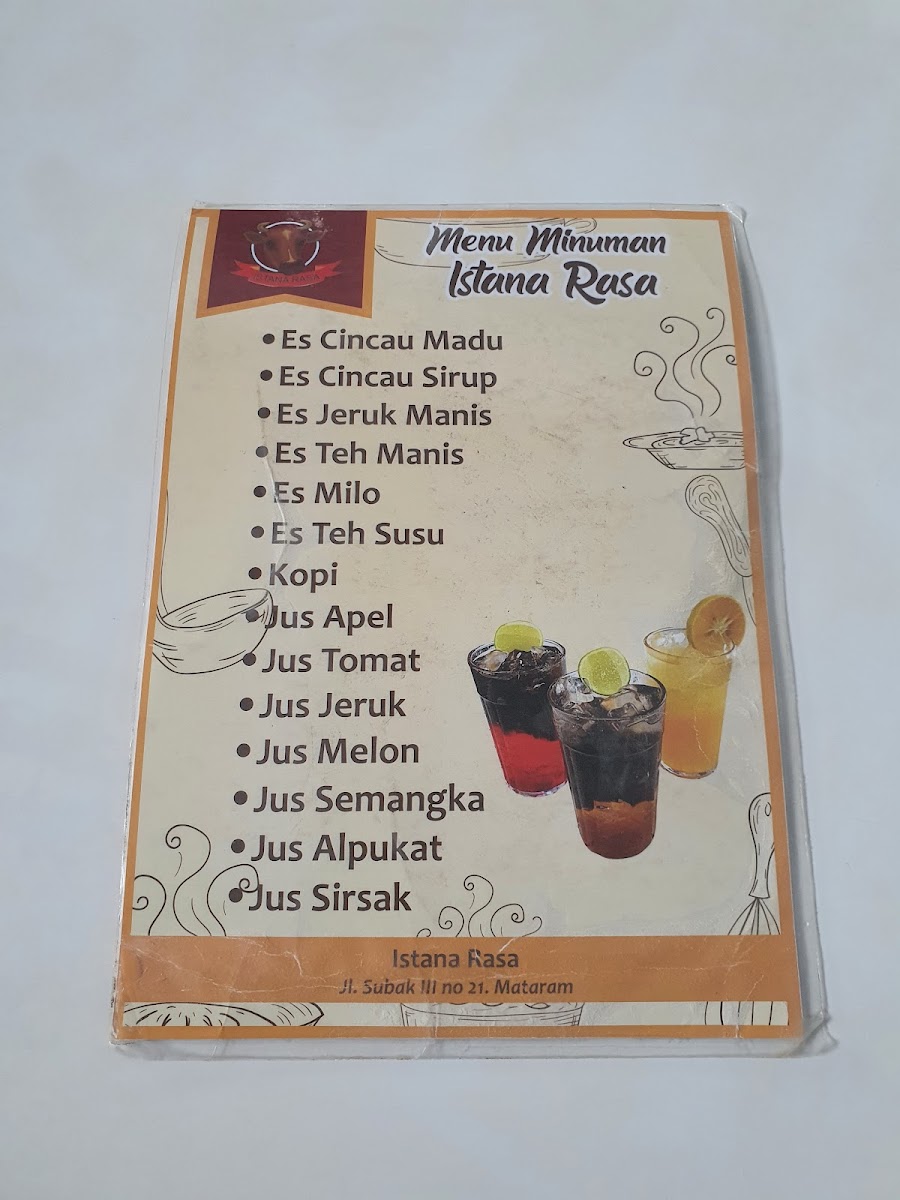 ISTANA RASA
Menu Minuman
Istana Rasa
• Es Cincau Madu
• Es Cincau Sirup
• Es Jeruk Manis
• Es Teh Manis
• Es Milo
• Es Teh Susu
• Kopi
• Jus Apel
• Jus Tomat
• Jus Jeruk
• Jus Melon
• Jus Semangka
• Jus Alpukat
• Jus Sirsak
Istana Rasa
Jl. Subak III no 21. Mataram